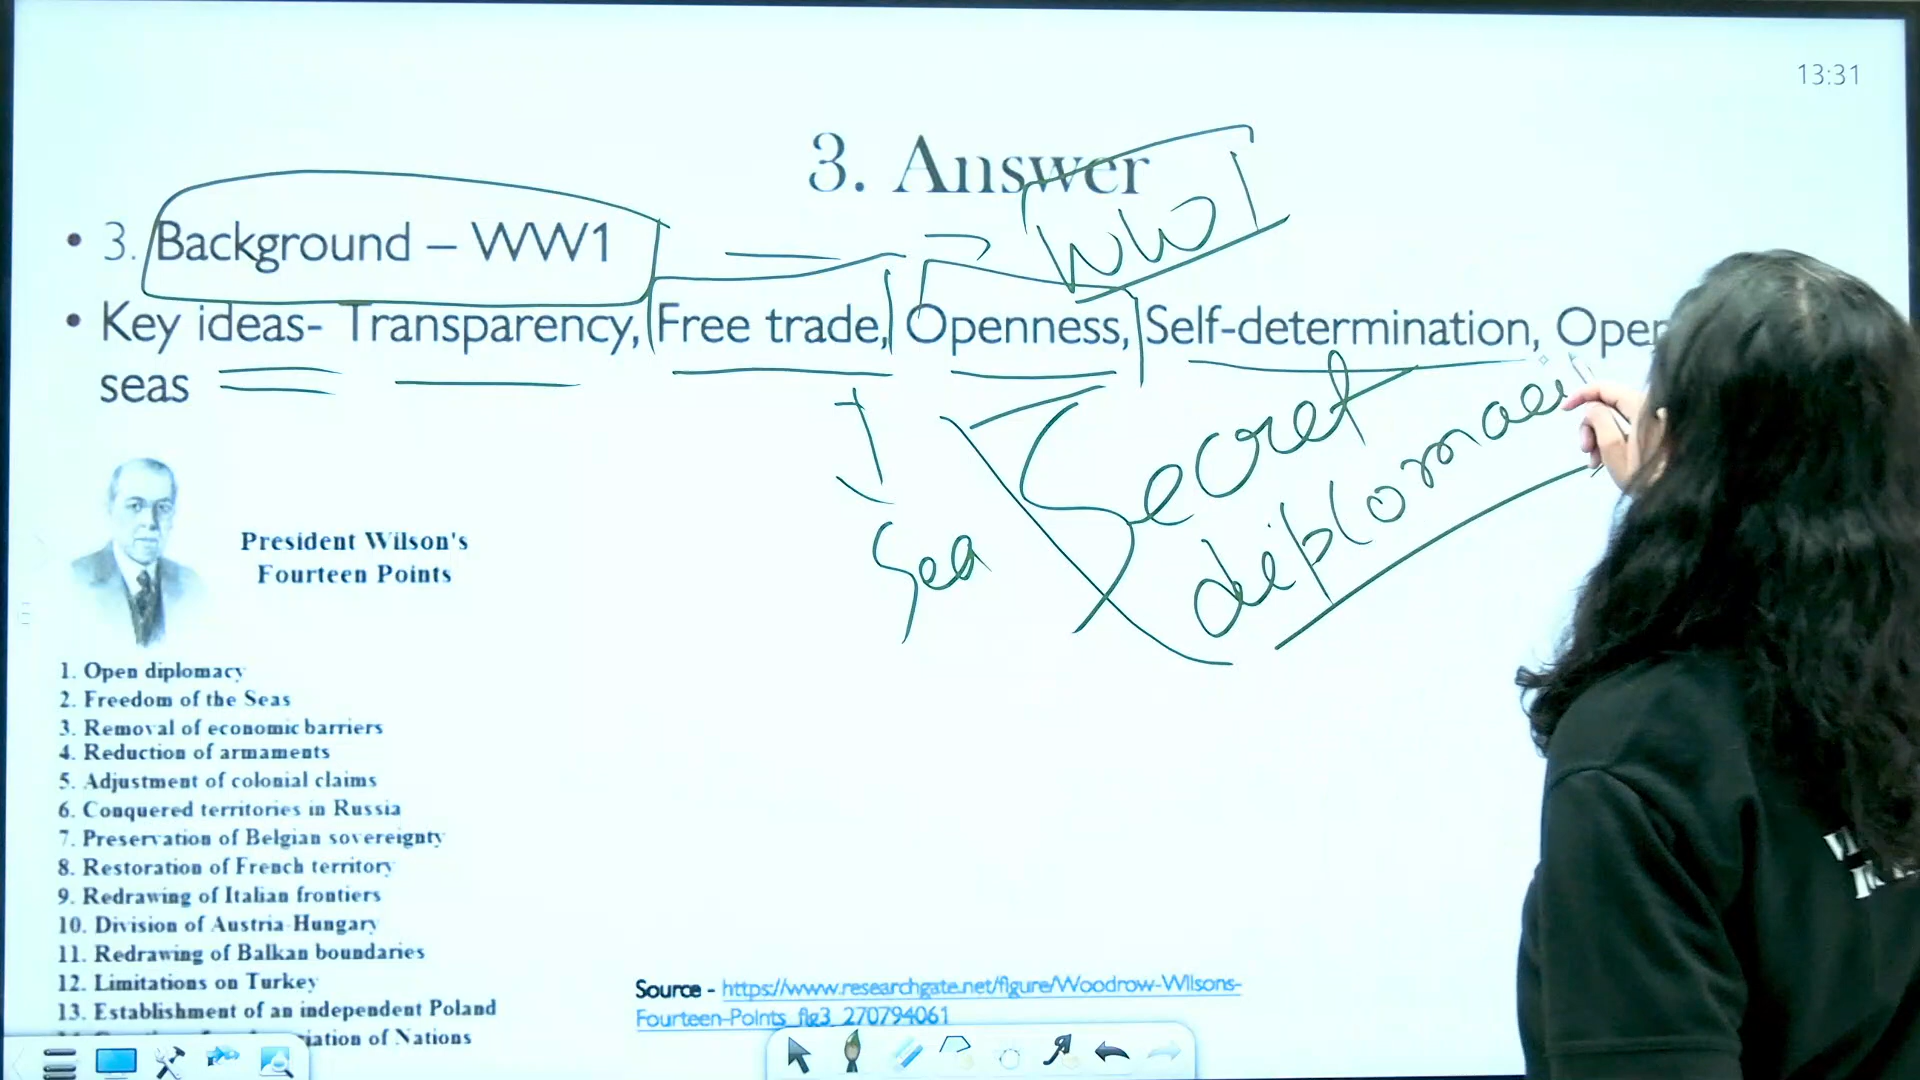 13:31
3. Answer
WW1
• 3. Background – WW1
• Key ideas- Transparency, Free trade, Openness, Self-determination,
seas
Secret
Sea
President Wilson's
Fourteen Points
1. Open diplomacy
2. Freedom of the Seas
3. Removal of economic barriers
4. Reduction of armaments
5. Adjustment of colonial claims
6. Conquered territories in Russia
7. Preservation of Belgian sovereignty
8. Restoration of French territory
9. Redrawing of Italian frontiers
10. Division of Austria-Hungary
11. Redrawing of Balkan boundaries
12. Limitations on Turkey
13. Establishment of an independent Poland
of Nations
Source - https://www.researchgate.net/figure/Woodrow-Wilsons-
Fourteen-Points_fig3_270794061